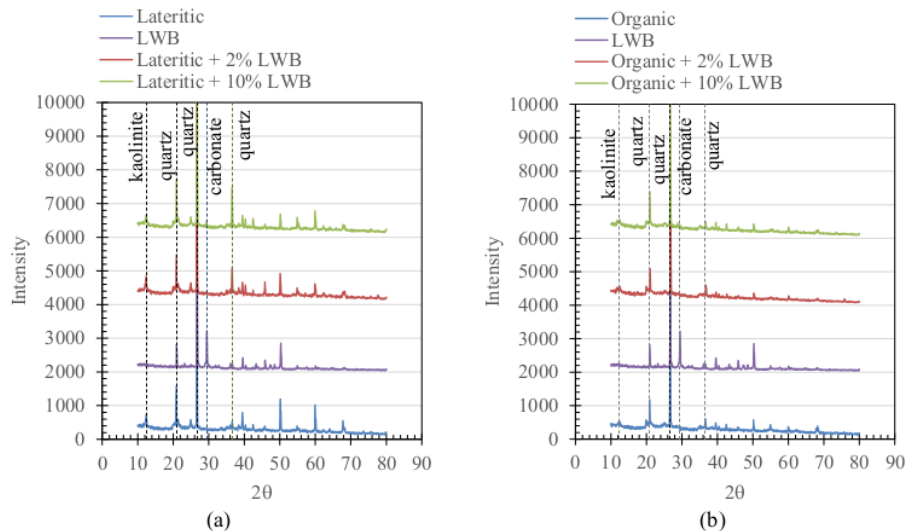 Lateritic
LWB
Lateritic + 2% LWB
Lateritic + 10% LWB
10000
9000
8000
7000
6000
5000
4000
3000
2000
1000
0
Intensity
kaolinite
quartz
quartz
carbonate
quartz
0 10 20 30 40 50 60 70 80 90
2θ
(a)
Organic
LWB
Organic + 2% LWB
Organic + 10% LWB
10000
9000
8000
7000
6000
5000
4000
3000
2000
1000
0
Intensity
kaolinite
quartz
quartz
carbonate
quartz
0 10 20 30 40 50 60 70 80 90
2θ
(b)